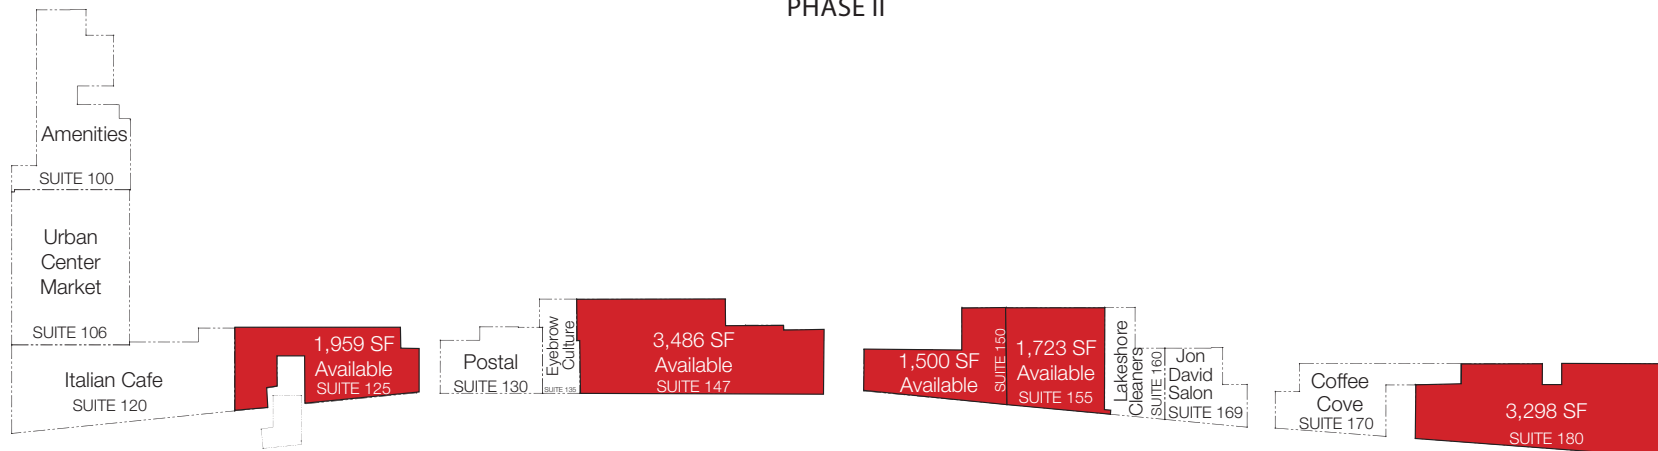 PHASE II
Amenities
SUITE 100
Urban
Center
Market
SUITE 106
Italian Cafe
SUITE 120
1,959 SF
Available
SUITE 125
Postal
SUITE 130
Eyebrow
Culture
SUITE 135
3,486 SF
Available
SUITE 147
1,500 SF
Available
SUITE 150
1,723 SF
Available
SUITE 155
Lakeshore
Cleaners
SUITE 160
Jon
David
Salon
SUITE 169
Coffee
Cove
SUITE 170
3,298 SF
SUITE 180